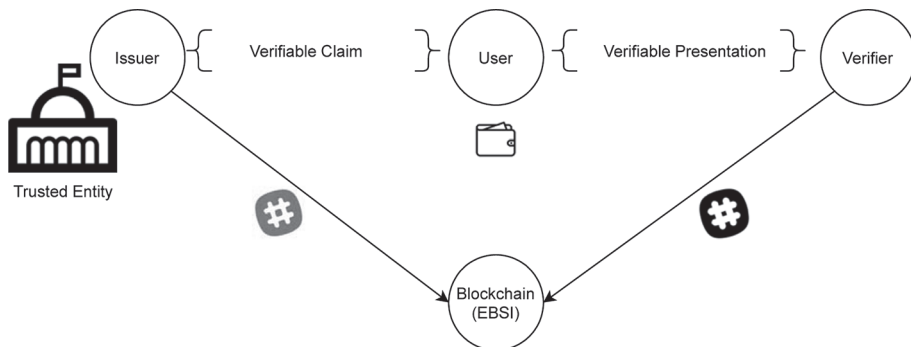 Issuer
Verifiable Claim
User
Verifiable Presentation
Verifier
Trusted Entity
Blockchain
(EBSI)